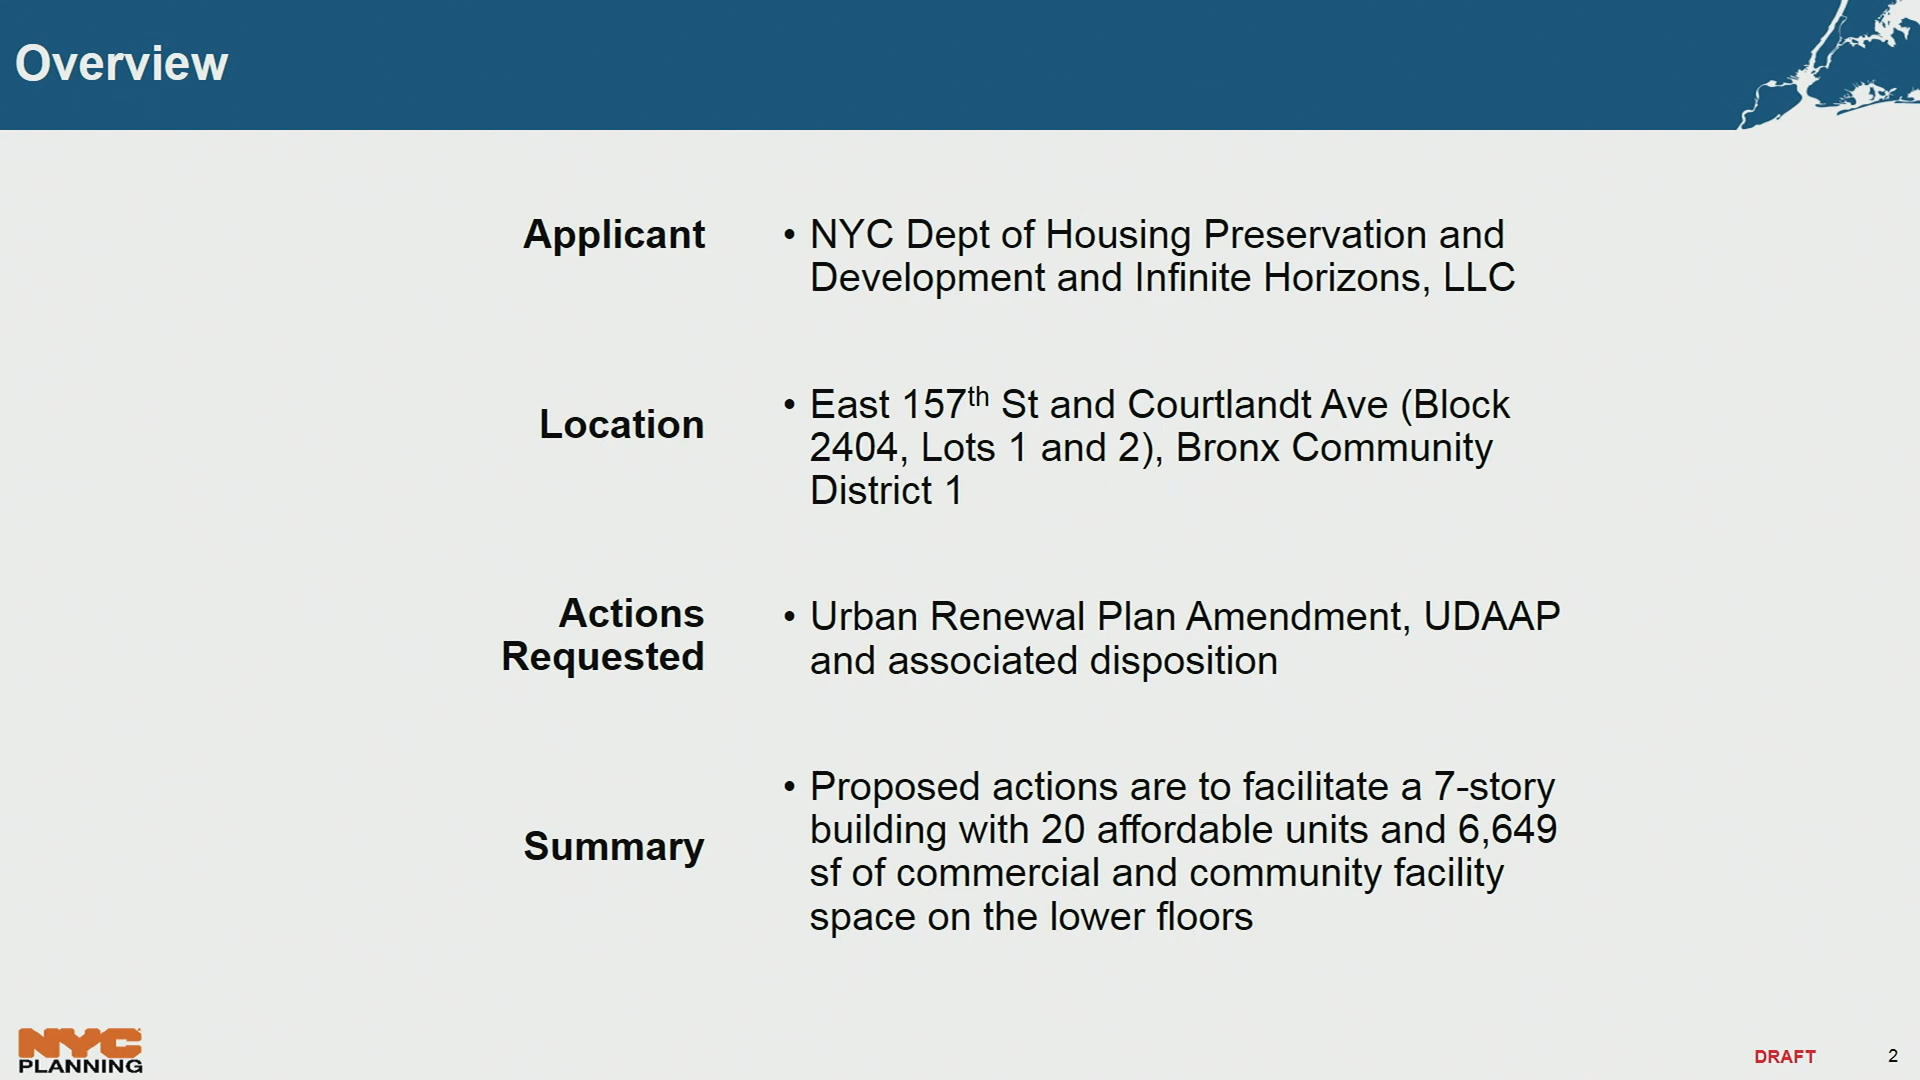 Overview
Applicant
• NYC Dept of Housing Preservation and
Development and Infinite Horizons, LLC
Location
• East 157th St and Courtlandt Ave (Block
2404, Lots 1 and 2), Bronx Community
District 1
Actions
Requested
• Urban Renewal Plan Amendment, UDAAP
and associated disposition
Summary
• Proposed actions are to facilitate a 7-story
building with 20 affordable units and 6,649
sf of commercial and community facility
space on the lower floors
NYC
PLANNING
DRAFT
2